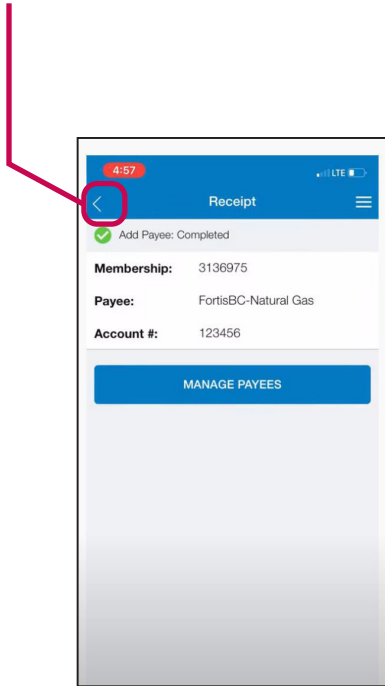 4:57 LTE
Receipt
Add Payee: Completed
Membership: 3136975
Payee: FortisBC-Natural Gas
Account #: 123456
MANAGE PAYEES